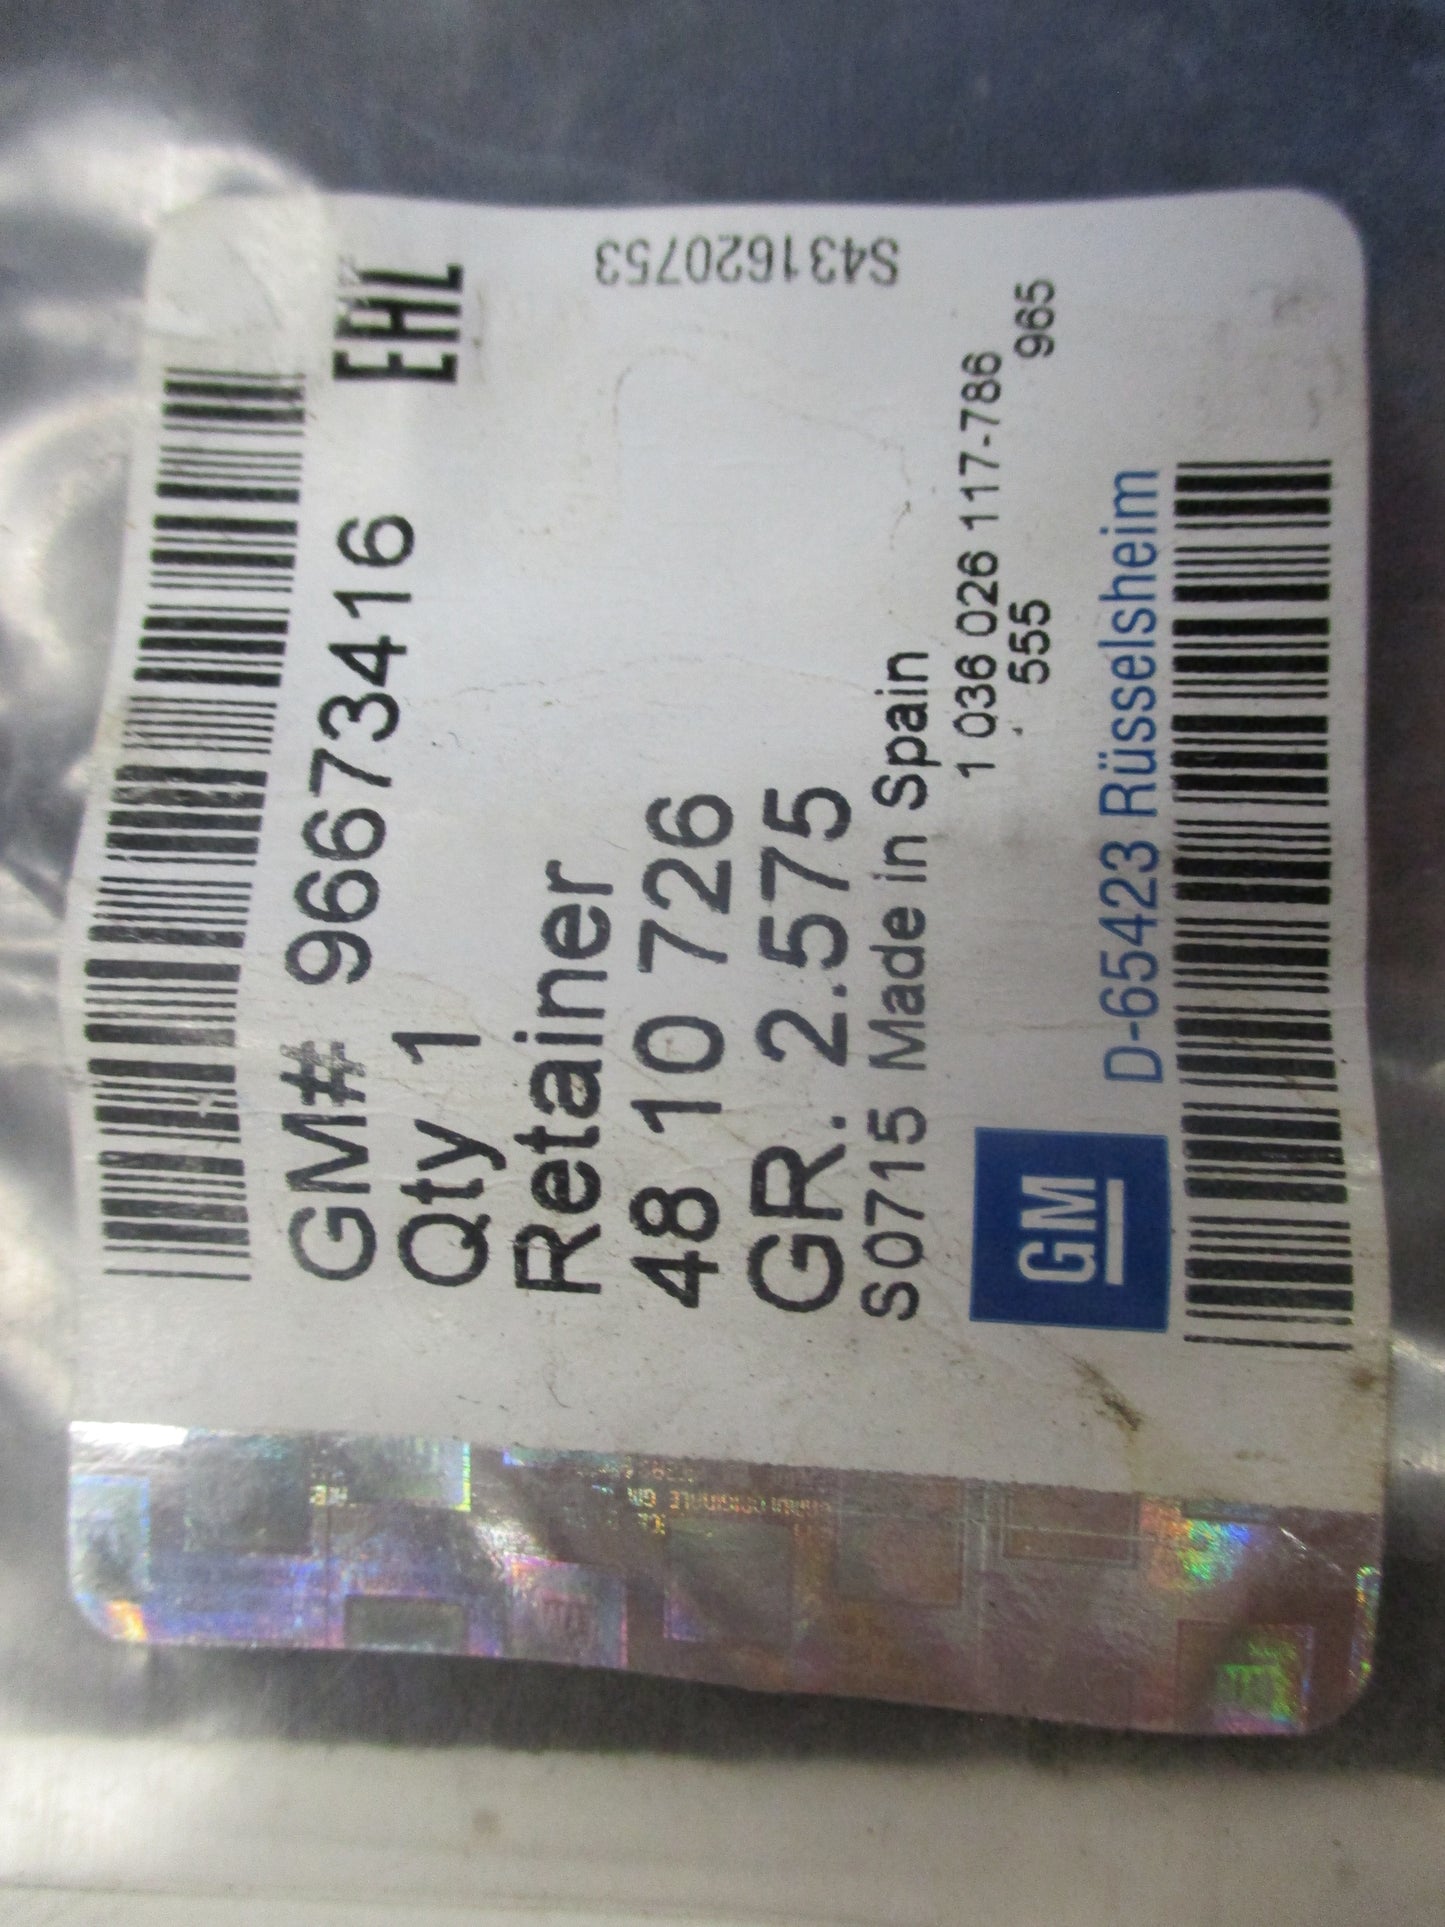 GM# 96673416
EAC
Qty 1
Retainer
48 10 726
GR. 2.575
S0715 Made in Spain
S431620753
1 036 026 117-786
555 965
GM
D-65423 Rüsselsheim